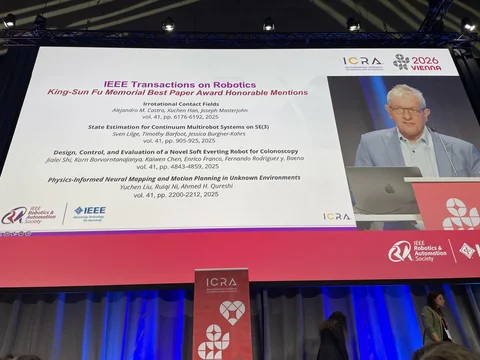 IEEE Transactions on Robotics
King-Sun Fu Memorial Best Paper Award Honorable Mentions
Irrotational Contact Fields
Alejandro M. Castro, Xuchen Han, Joseph Masterjohn
vol. 41, pp. 6176-6192, 2025
State Estimation for Continuum Multirobot Systems on SE(3)
Sven Lilge, Timothy Barfoot, Jessica Burgner-Kahrs
vol. 41, pp. 905-925, 2025
Design, Control, and Evaluation of a Novel Soft Everting Robot for Colonoscopy
Jialei Shi, Korn Borvorntanajanya, Kaiwen Chen, Enrico Franco, Ferdinando Rodriguez y. Baena
vol. 41, pp. 4843-4859, 2025
Physics-Informed Neural Mapping and Motion Planning in Unknown Environments
Yuchen Liu, Ruiqi Ni, Ahmed H. Qureshi
vol. 41, pp. 2200-2212, 2025
IEEE
Robotics & Automation
Society
IEEE
ICRA
ICRA
2026
VIENNA
IEEE
Robotics &
Automation
Society
ICRA